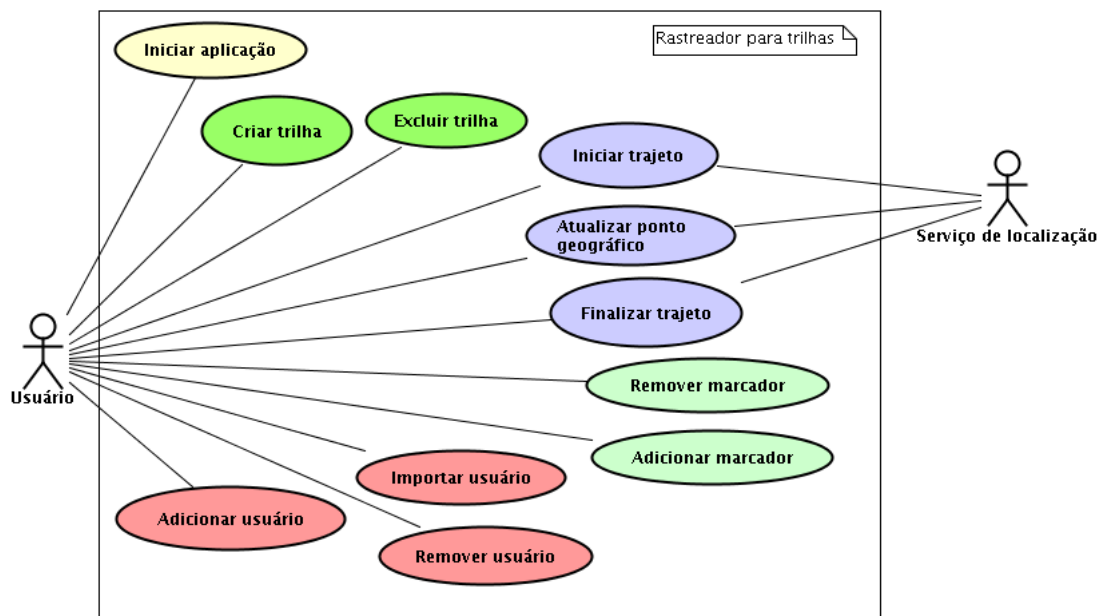 Iniciar aplicação
Rastreador para trilhas
Criar trilha
Excluir trilha
Iniciar trajeto
Atualizar ponto
geográfico
Serviço de localização
Finalizar trajeto
Usuário
Remover marcador
Adicionar marcador
Importar usuário
Adicionar usuário
Remover usuário